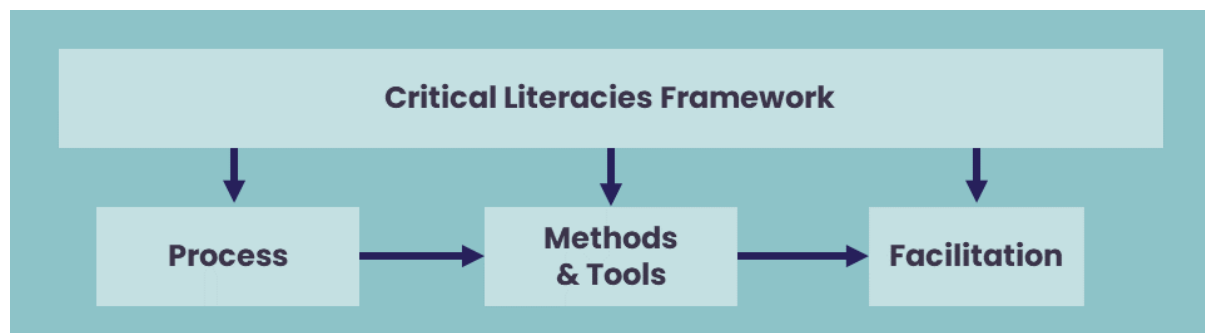 Critical Literacies Framework
Process
Methods
& Tools
Facilitation